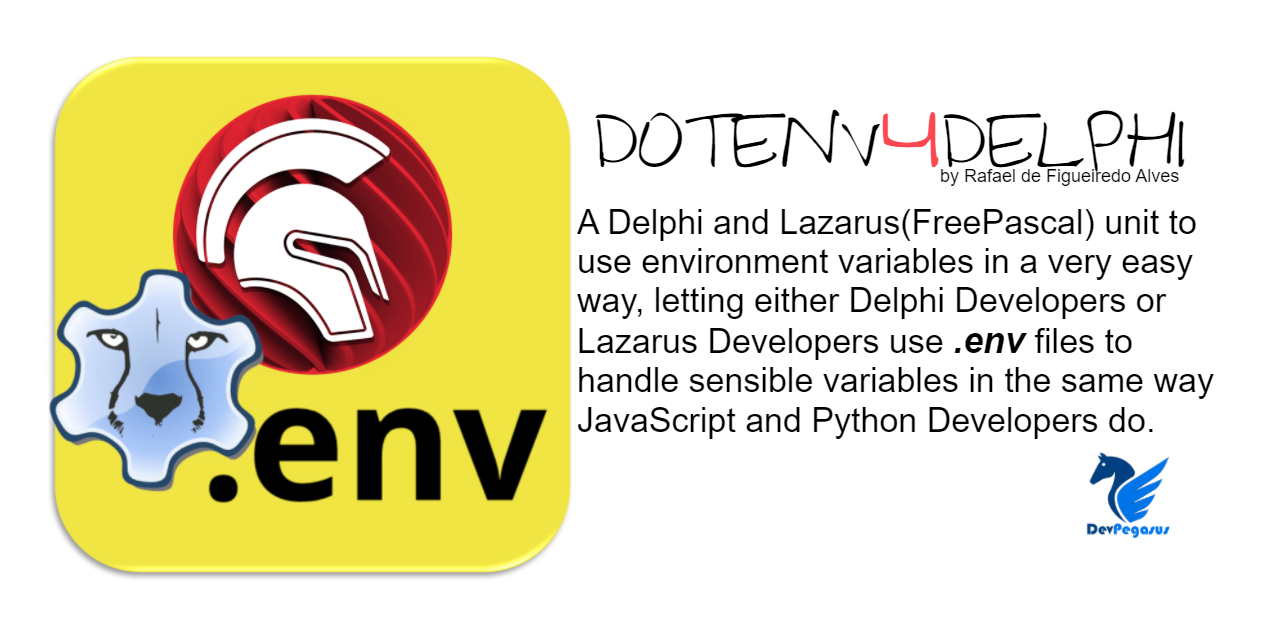 .env
DOTENV4DELPHI
by Rafael de Figueiredo Alves
A Delphi and Lazarus(FreePascal) unit to
use environment variables in a very easy
way, letting either Delphi Developers or
Lazarus Developers use .env files to
handle sensible variables in the same way
JavaScript and Python Developers do.
DevPegasus